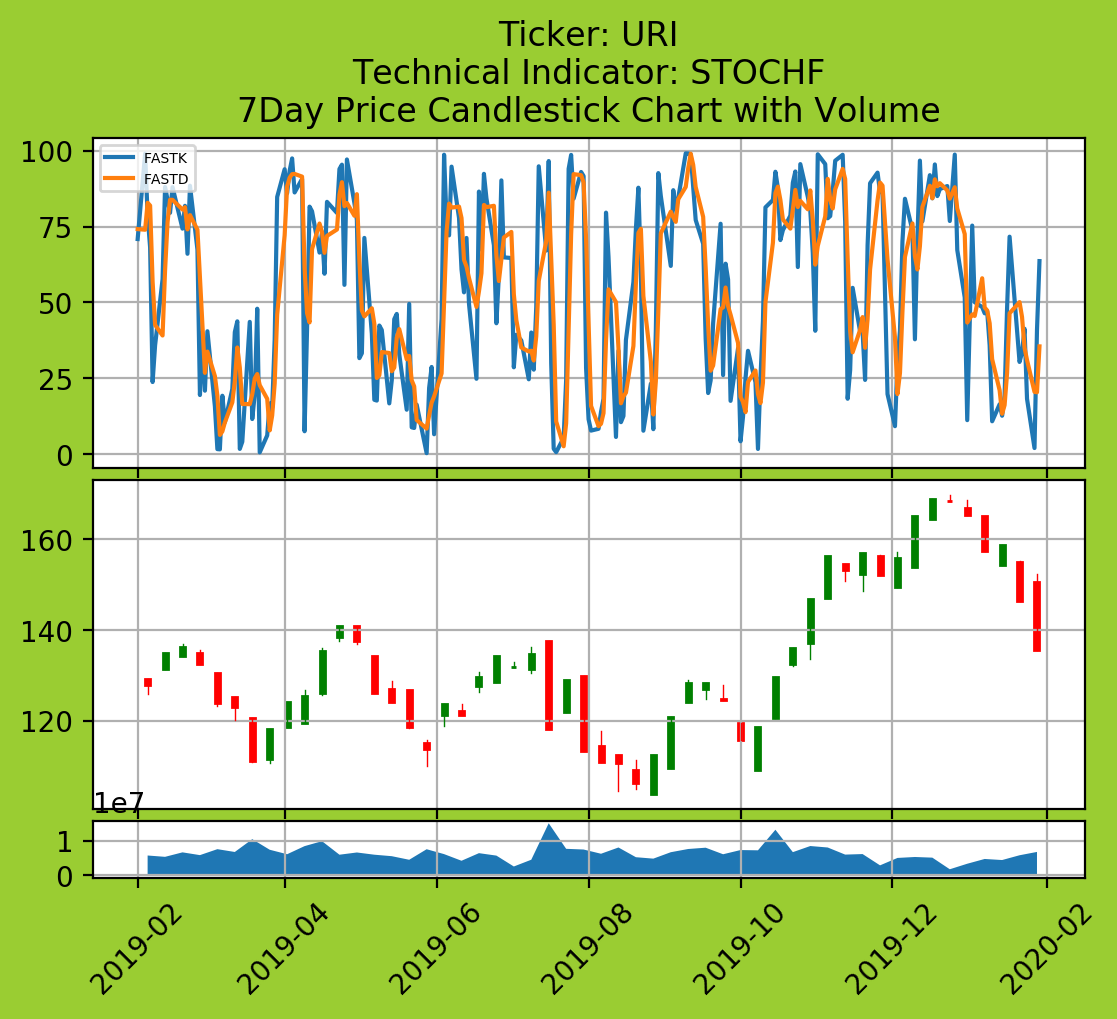 Ticker: URI
Technical Indicator: STOCHF
7Day Price Candlestick Chart with Volume
100
75
50
25
0
FASTK
FASTD
160
140
120
1e7
1
0
2019-02
2019-04
2019-06
2019-08
2019-10
2019-12
2020-02